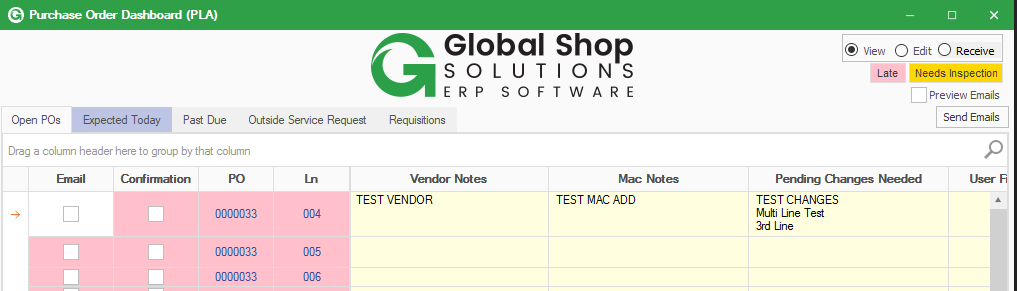 Purchase Order Dashboard (PLA)
Global Shop
SOLUTIONS
ERP SOFTWARE
View Edit Receive
Late Needs Inspection
Preview Emails
Send Emails
Open POs Expected Today Past Due Outside Service Request Requisitions
Drag a column header here to group by that column
Email Confirmation PO Ln Vendor Notes Mac Notes Pending Changes Needed User F
0000033 004 TEST VENDOR TEST MAC ADD TEST CHANGES
Multi Line Test
3rd Line
0000033 005
0000033 006